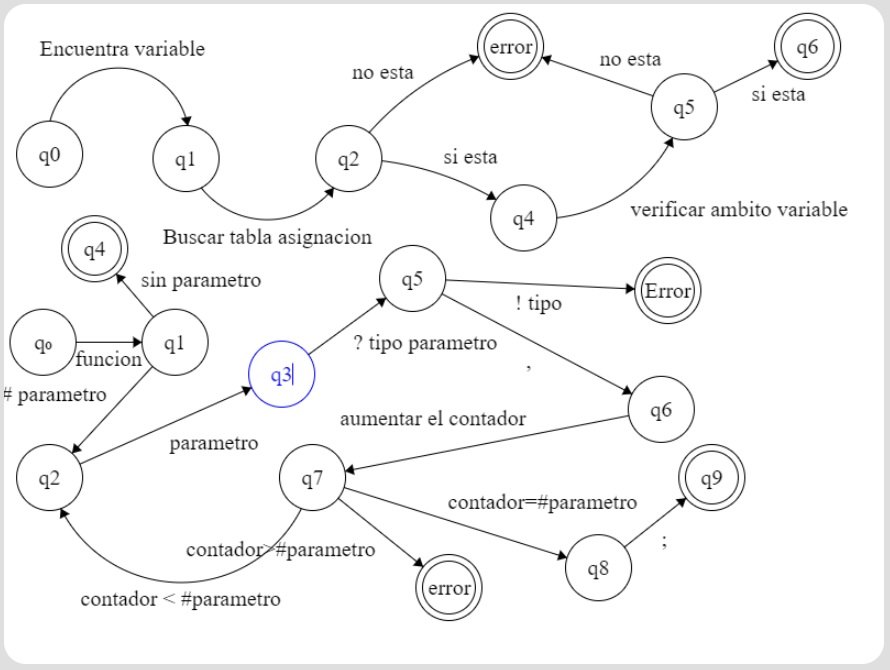 Encuentra variable
error
q6
no esta
no esta
si esta
q5
q0
q1
q2
si esta
q4
verificar ambito variable
Buscar tabla asignacion
q4
sin parametro
q5
Error
! tipo
q₀
q1
funcion
? tipo parametro
,
q3
# parametro
aumentar el contador
q6
parametro
q2
q7
q9
contador=#parametro
;
contador>#parametro
q8
error
contador < #parametro